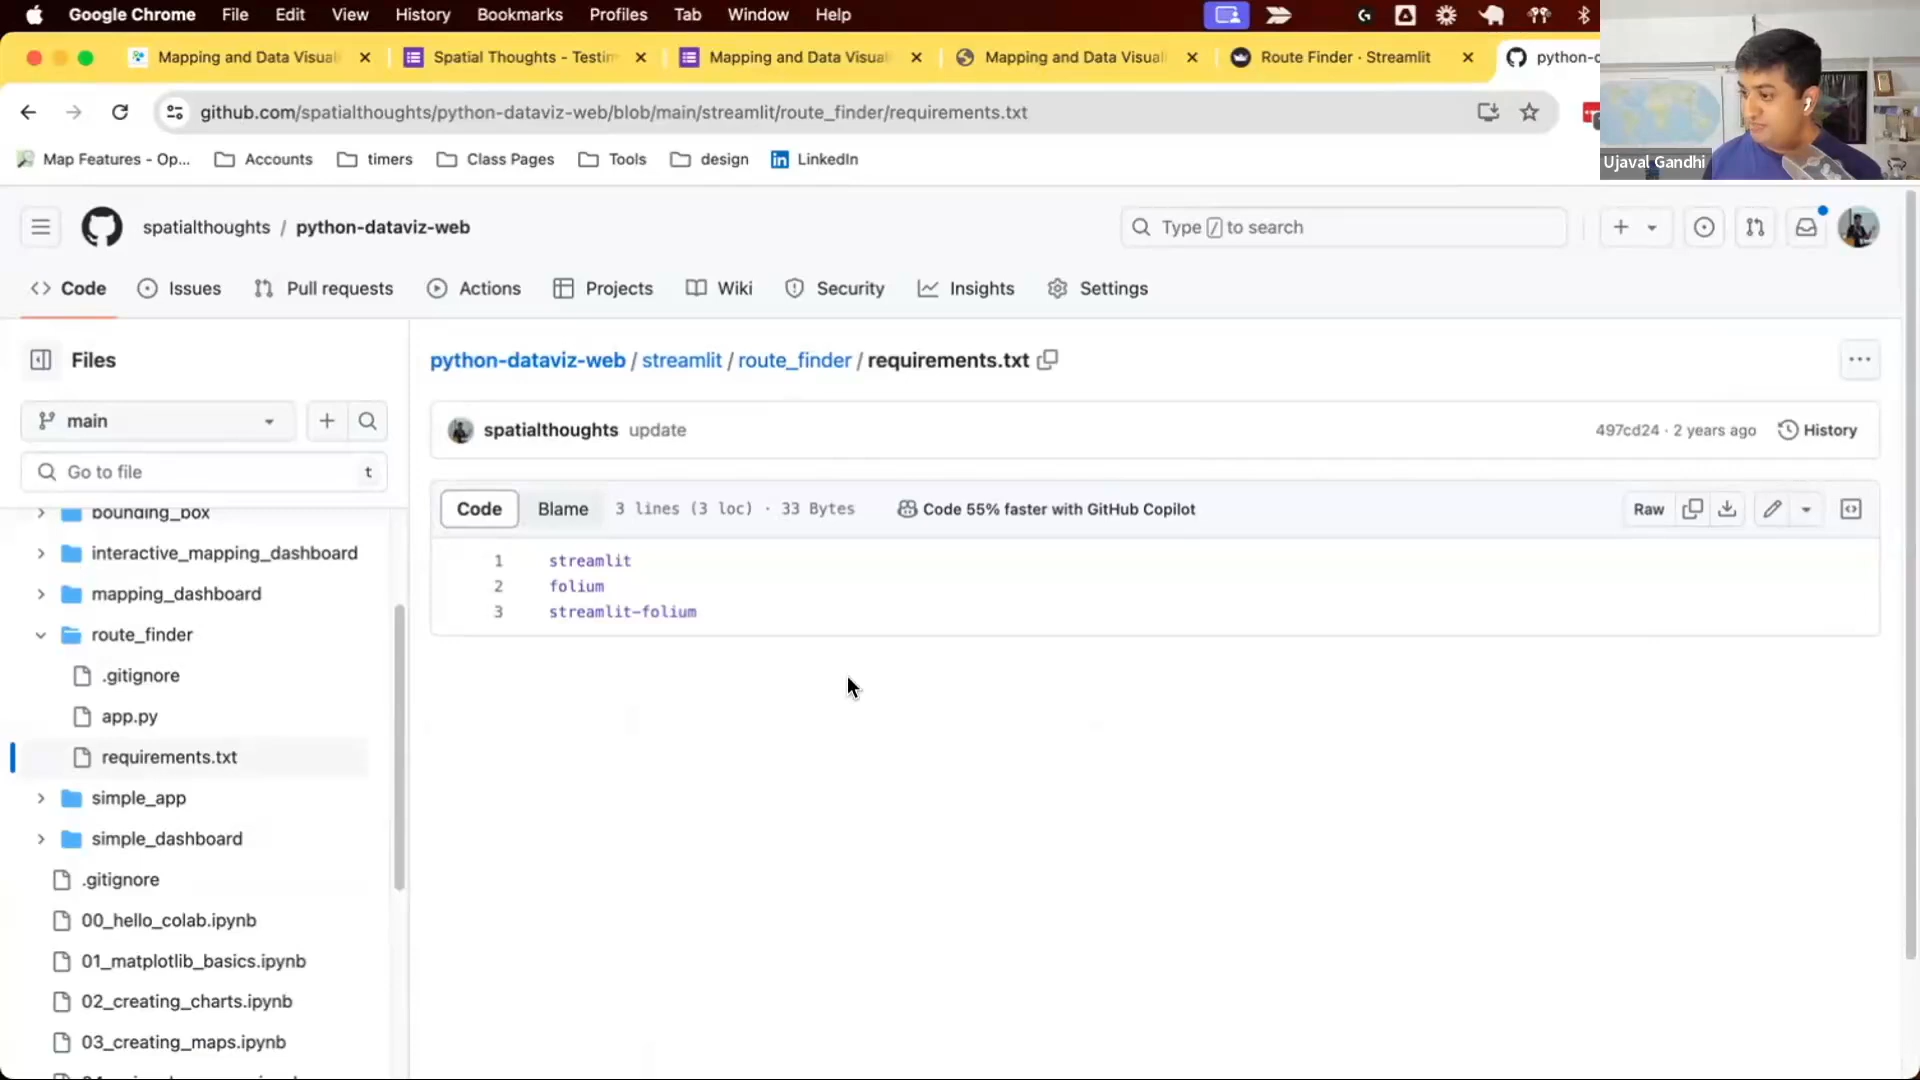 Google Chrome File Edit View History Bookmarks Profiles Tab Window Help
Mapping and Data Visual
Spatial Thoughts - Testin
Mapping and Data Visual
Mapping and Data Visual
Route Finder · Streamlit
python-d
github.com/spatialthoughts/python-dataviz-web/blob/main/streamlit/route_finder/requirements.txt
Map Features - Op... Accounts timers Class Pages Tools design LinkedIn
Ujaval Gandhi
spatialthoughts / python-dataviz-web
Type / to search
Code Issues Pull requests Actions Projects Wiki Security Insights Settings
Files
main
Go to file t
bounding_box
interactive_mapping_dashboard
mapping_dashboard
route_finder
.gitignore
app.py
requirements.txt
simple_app
simple_dashboard
.gitignore
00_hello_colab.ipynb
01_matplotlib_basics.ipynb
02_creating_charts.ipynb
03_creating_maps.ipynb
python-dataviz-web / streamlit / route_finder / requirements.txt
spatialthoughts update
497cd24 · 2 years ago History
Code Blame 3 lines (3 loc) · 33 Bytes Code 55% faster with GitHub Copilot Raw
1 streamlit
2 folium
3 streamlit-folium